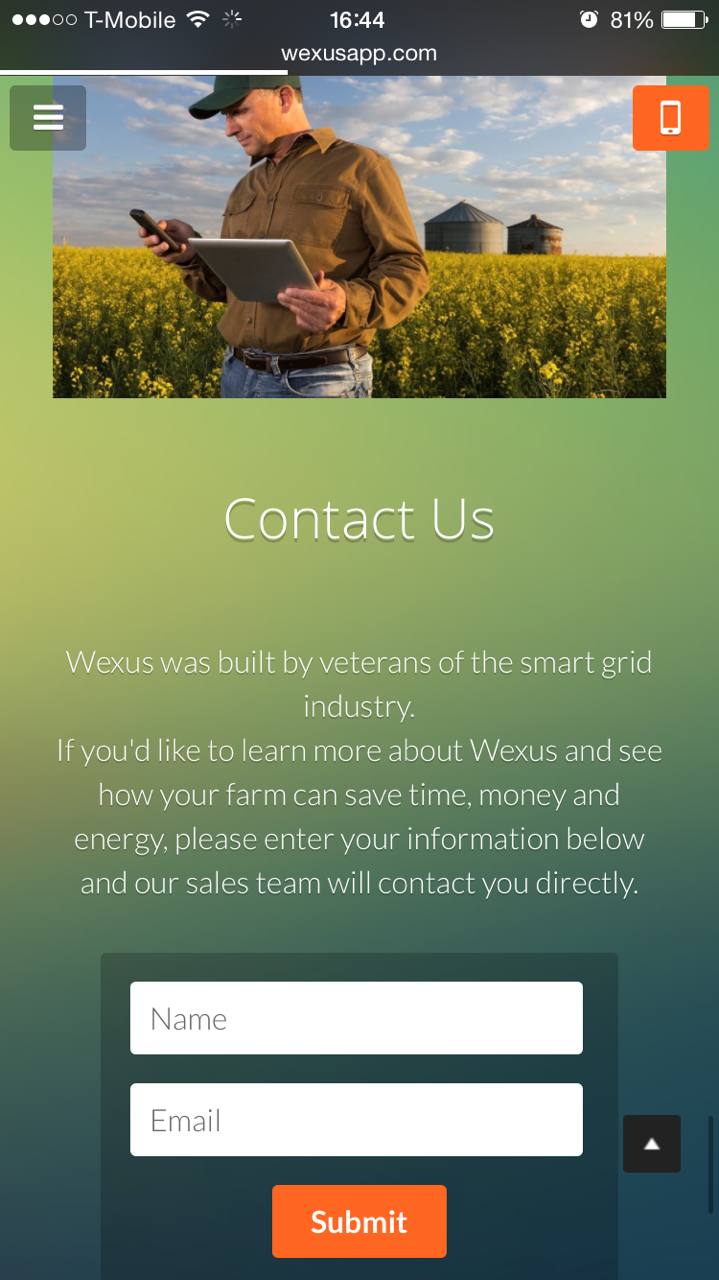 T-Mobile 16:44 81%
wexusapp.com
Contact Us
Wexus was built by veterans of the smart grid
industry.
If you'd like to learn more about Wexus and see
how your farm can save time, money and
energy, please enter your information below
and our sales team will contact you directly.
Name
Email
Submit